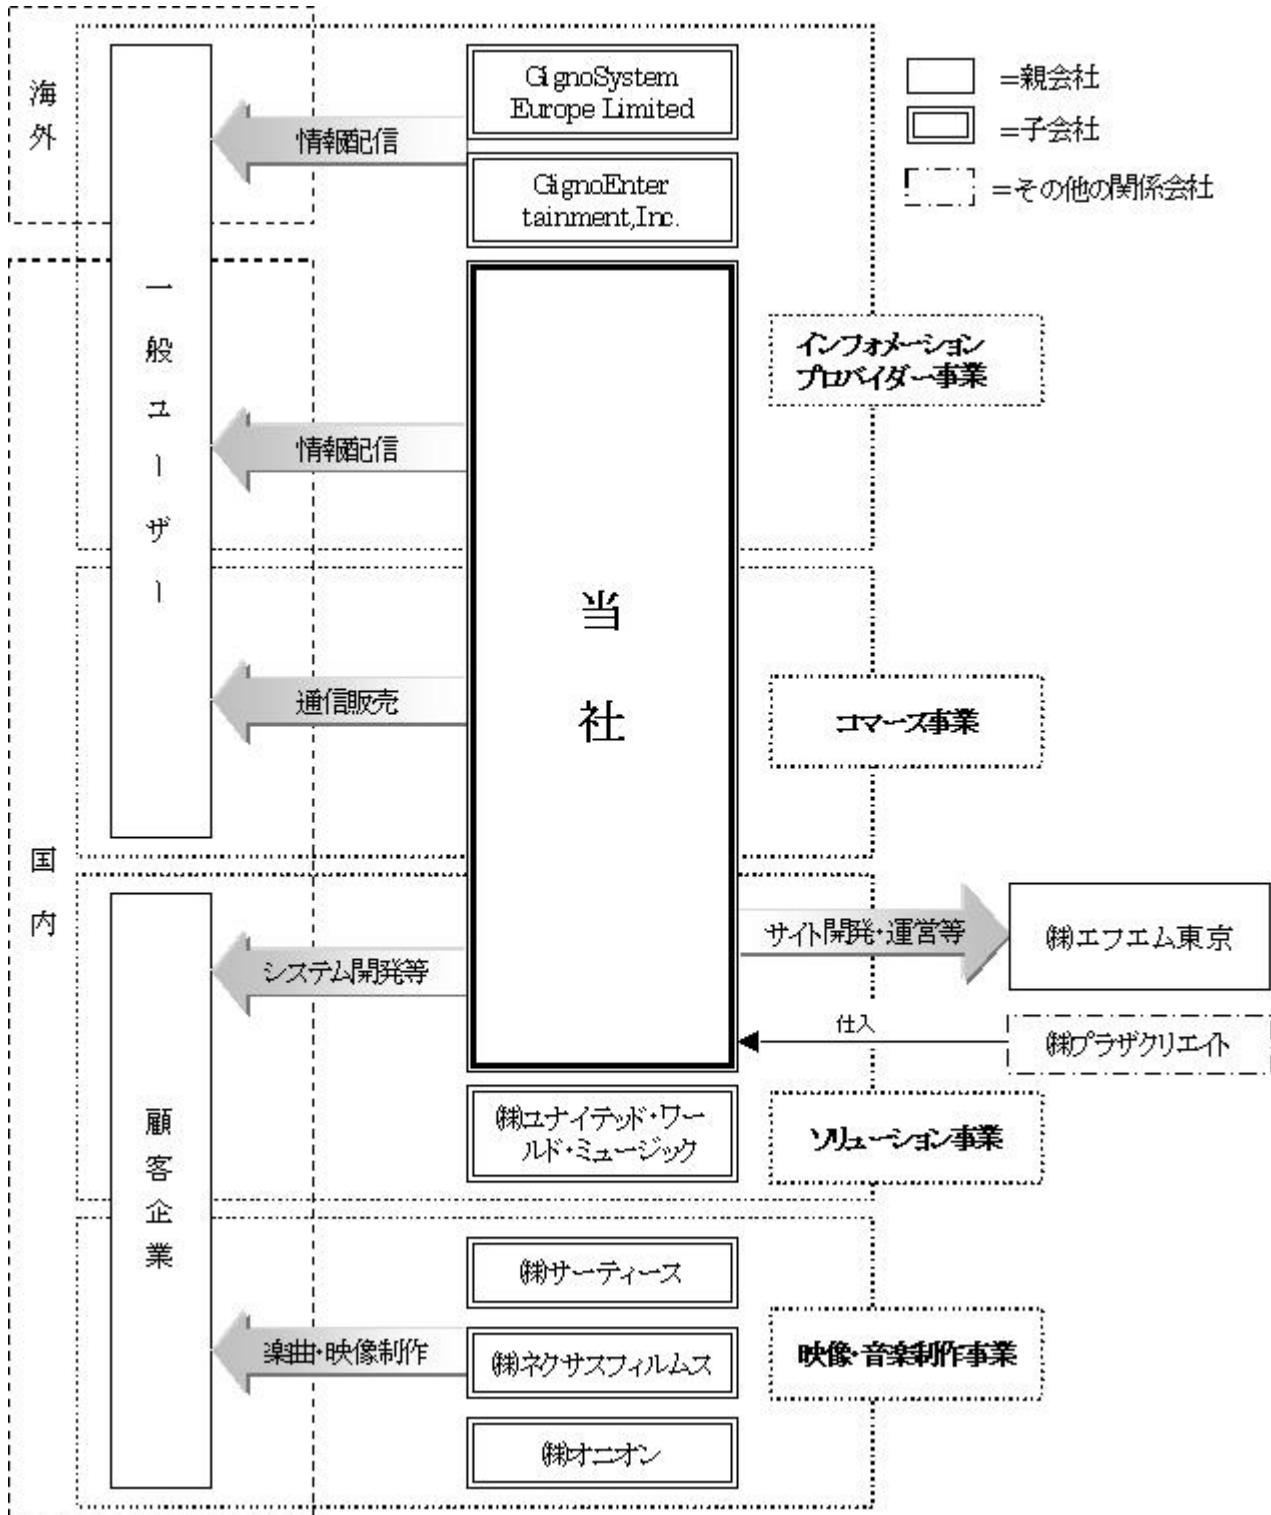 海外
GignoSystem
Europe Limited
GignoEnter
tainment,Inc.
=親会社
=子会社
=その他の関係会社
情報配信
一般ユーザー
インフォメーション
プロバイダー事業
情報配信
当社
通信販売
コマース事業
国内
システム開発等
サイト開発・運営等
㈱エフエム東京
仕入
㈱プラザクリエイト
顧客企業
㈱ユナイテッド・ワー
ルド・ミュージック
ソリューション事業
㈱サーティース
楽曲・映像制作
㈱ネクサスフィルムス
映像・音楽制作事業
㈱オニオン